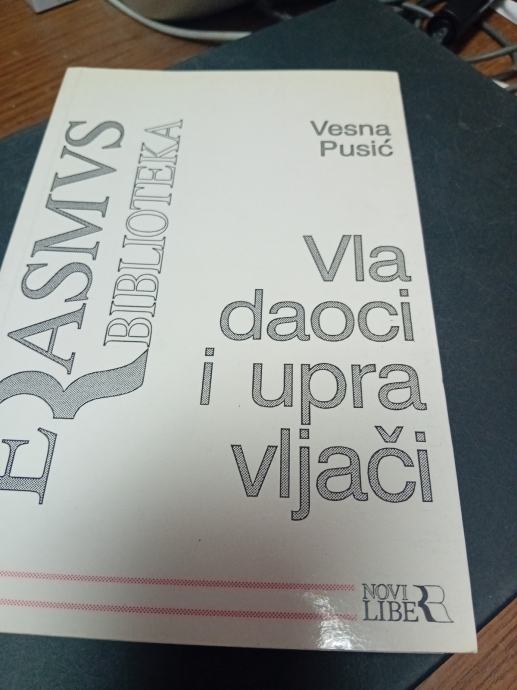 Vesna
Pusić
Vla
daoci
i upra
vljači
ERASMVS
BIBLIOTEKA
NOVI
LIBER